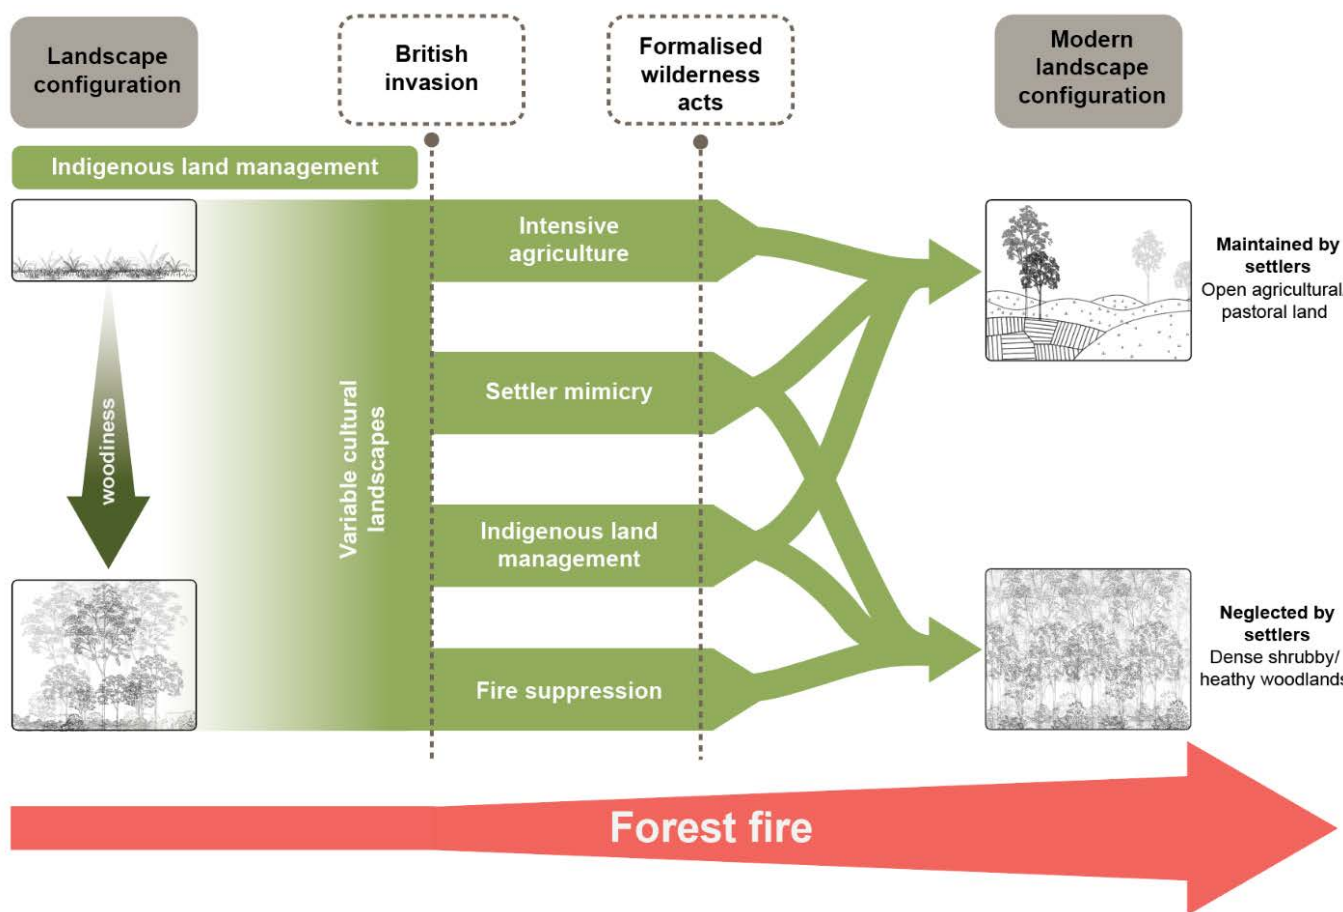 Landscape
configuration
British
invasion
Formalised
wilderness
acts
Modern
landscape
configuration
Indigenous land management
woodiness
Variable cultural
landscapes
Intensive
agriculture
Settler mimicry
Indigenous land
management
Fire suppression
Maintained by
settlers
Open agricultural
pastoral land
Neglected by
settlers
Dense shrubby/
heathy woodlands
Forest fire